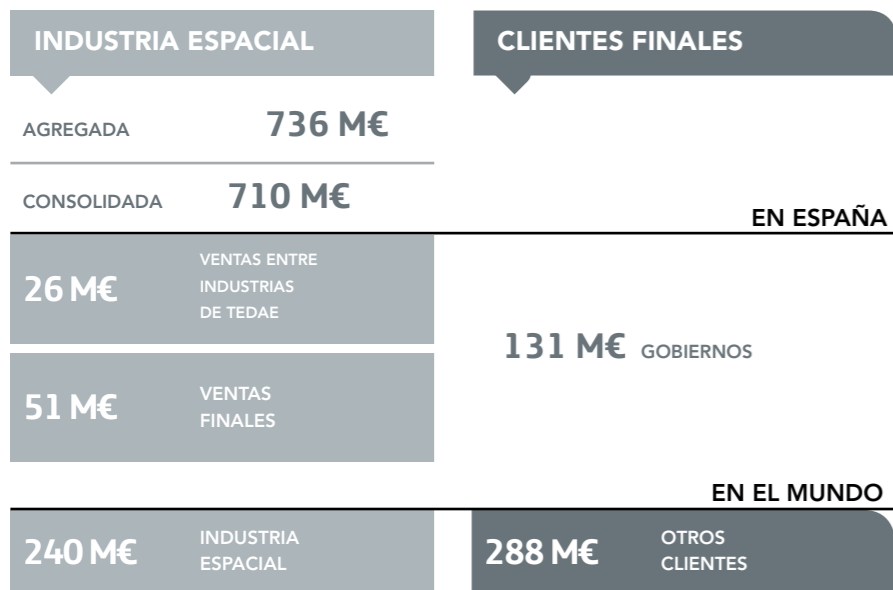 INDUSTRIA ESPACIAL
CLIENTES FINALES
AGREGADA 736 M€
CONSOLIDADA 710 M€
EN ESPAÑA
26 M€
VENTAS ENTRE
INDUSTRIAS
DE TEDAE
131 M€ GOBIERNOS
51 M€
VENTAS
FINALES
EN EL MUNDO
240 M€
INDUSTRIA
ESPACIAL
288 M€
OTROS
CLIENTES